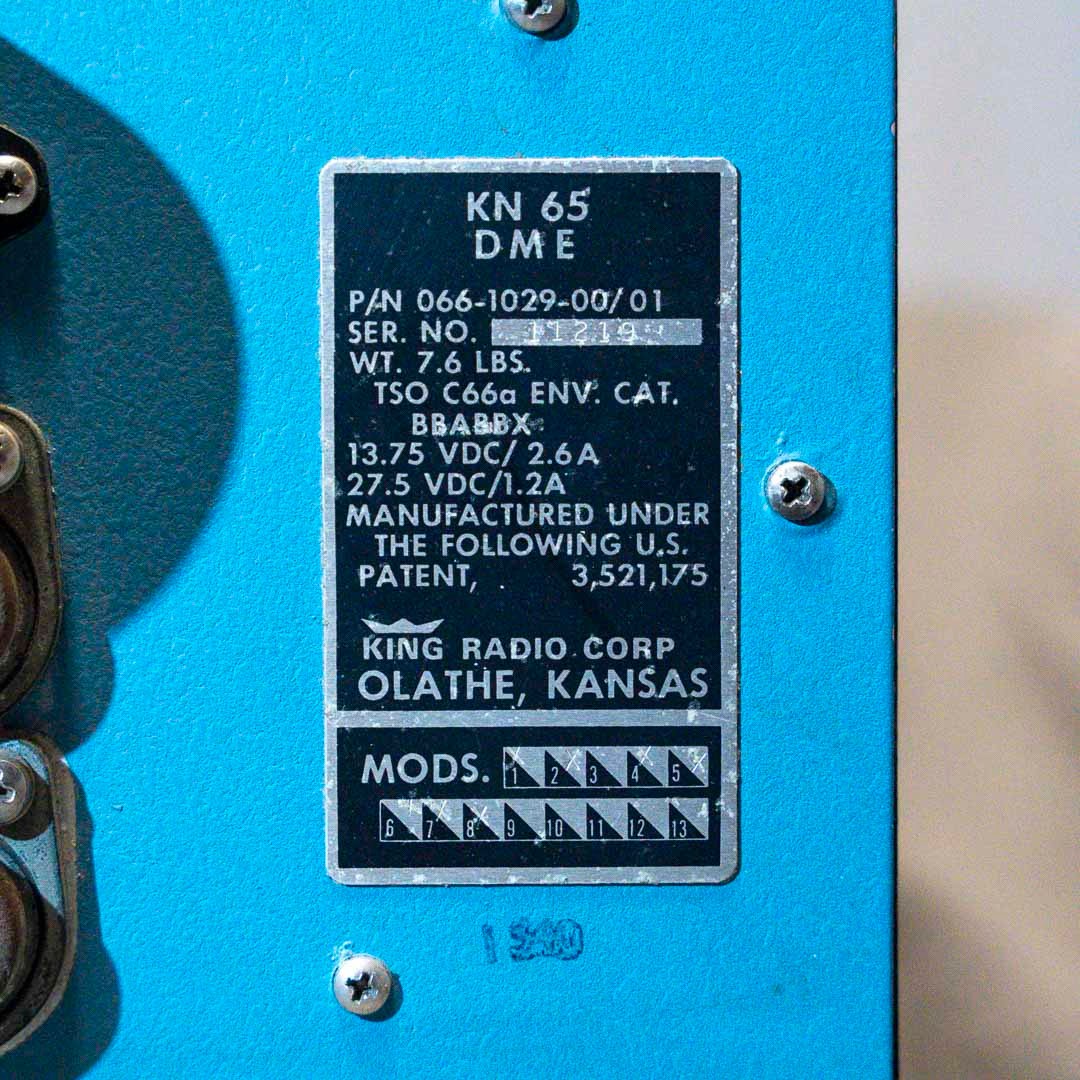 KN 65
DME
P/N 066-1029-00/01
SER. NO. 11219
WT. 7.6 LBS.
TSO C66a ENV. CAT.
BBABBX
13.75 VDC/ 2.6A
27.5 VDC/1.2A
MANUFACTURED UNDER
THE FOLLOWING U.S.
PATENT, 3,521,175
KING RADIO CORP
OLATHE, KANSAS
MODS. 1 2 3 4 5
6 7 8 9 10 11 12 13